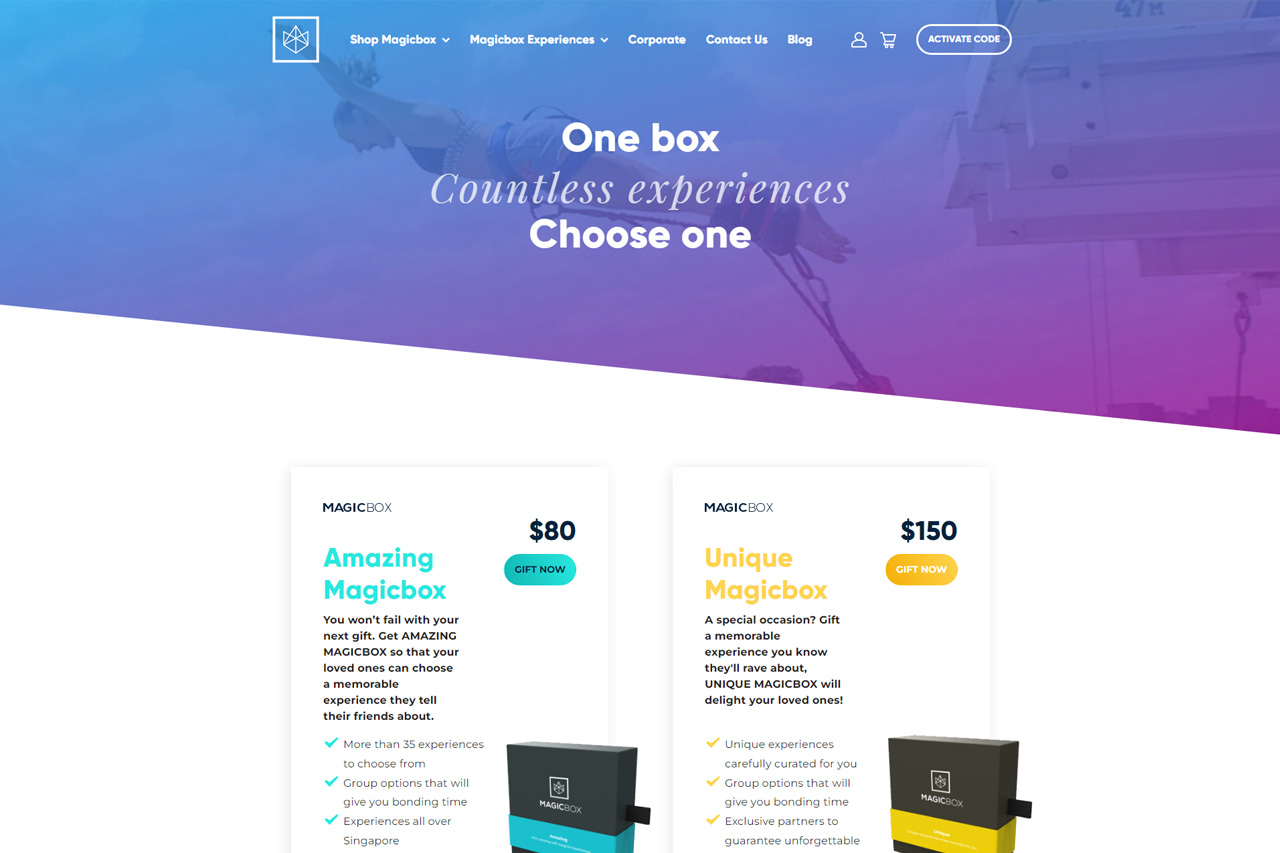 47м
Shop Magicbox
Magicbox Experiences
Corporate
Contact Us
Blog
ACTIVATE CODE
One box
Countless experiences
Choose one
MAGICBOX
$80
Amazing
Magicbox
GIFT NOW
You won't fail with your
next gift. Get AMAZING
MAGICBOX so that your
loved ones can choose
a memorable
experience they tell
their friends about.
More than 35 experiences
to choose from
Group options that will
give you bonding time
Experiences all over
Singapore
MAGICBOX
Amazing
MAGICBOX
$150
Unique
Magicbox
GIFT NOW
A special occasion? Gift
a memorable
experience you know
they'll rave about,
UNIQUE MAGICBOX will
delight your loved ones!
Unique experiences
carefully curated for you
Group options that will
give you bonding time
Exclusive partners to
guarantee unforgettable
MAGICBOX
Unique